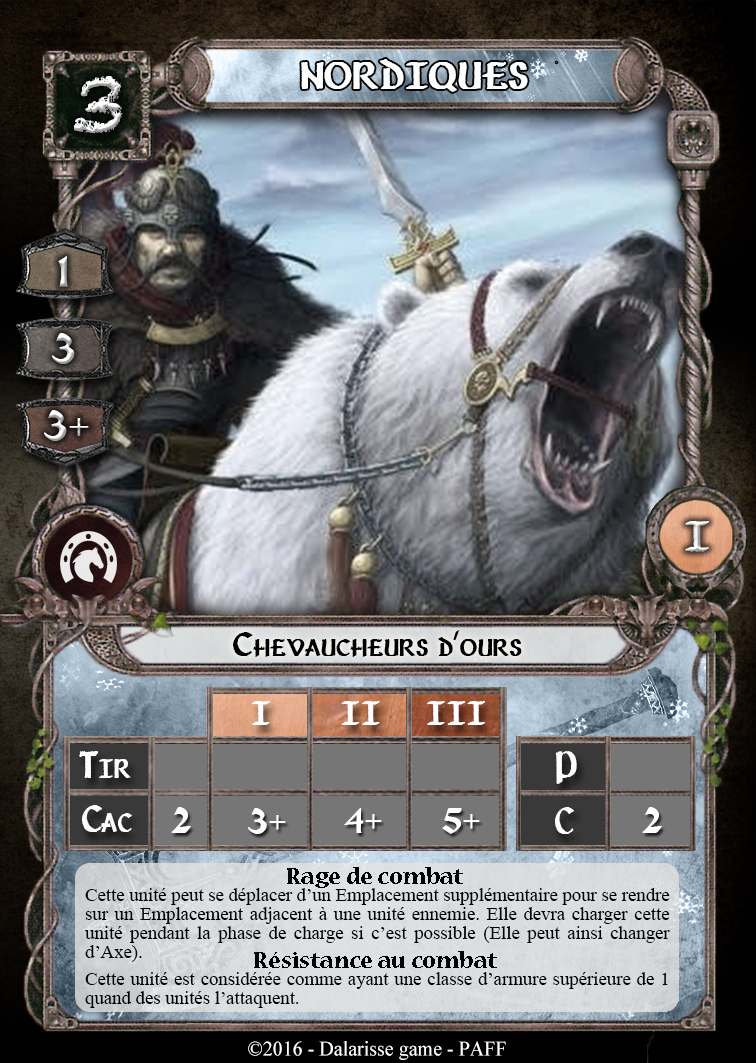 3
NORDIQUES
1
3
3+
I
CHEVAUCHEURS D'OURS
I II III
TIR
P
CAC 2 3+ 4+ 5+
C 2
Rage de combat
Cette unité peut se déplacer d'un Emplacement supplémentaire pour se rendre
sur un Emplacement adjacent à une unité ennemie. Elle devra charger cette
unité pendant la phase de charge si c'est possible (Elle peut ainsi changer
d'Axe).
Résistance au combat
Cette unité est considérée comme ayant une classe d'armure supérieure de 1
quand des unités l'attaquent.
©2016 - Dalarisse game - PAFF